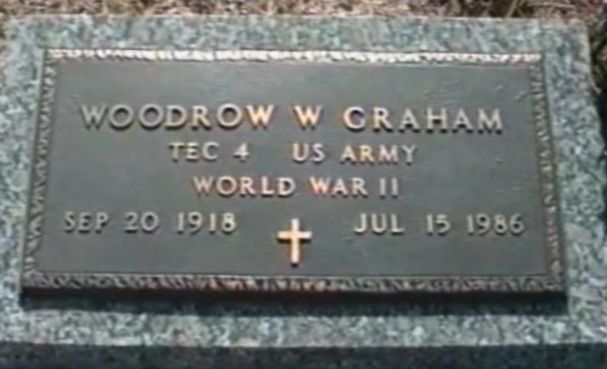 WOODROW W GRAHAM
TEC 4 US ARMY
WORLD WAR II
SEP 20 1918 JUL 15 1986